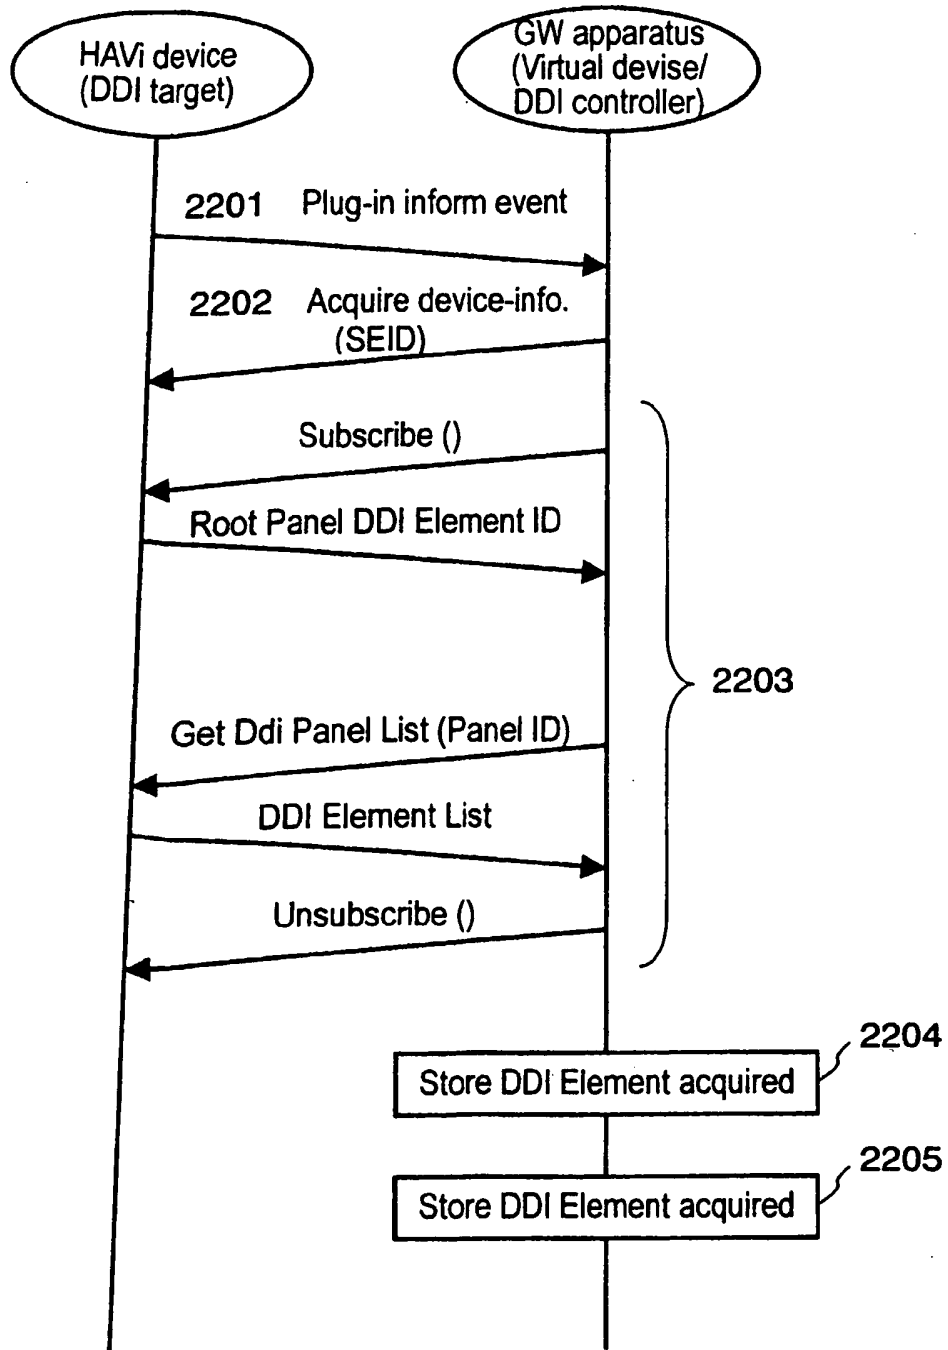 HAVi device
(DDI target)
GW apparatus
(Virtual devise/
DDI controller)
2201 Plug-in inform event
2202 Acquire device-info.
(SEID)
Subscribe ()
Root Panel DDI Element ID
2203
Get Ddi Panel List (Panel ID)
DDI Element List
Unsubscribe ()
2204
Store DDI Element acquired
2205
Store DDI Element acquired